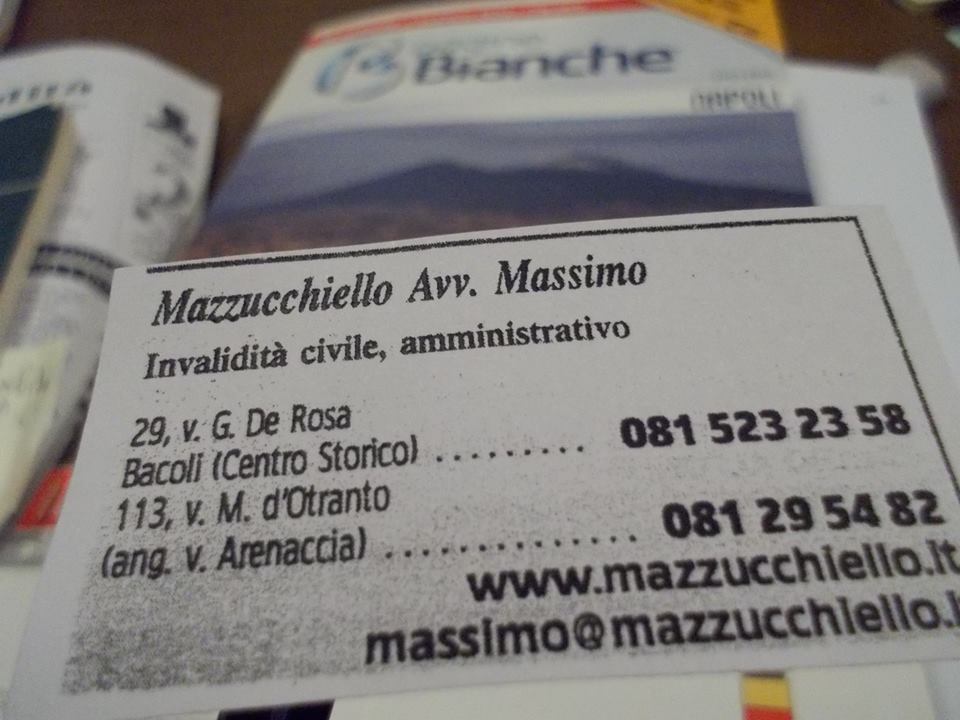 Bianche
NAPOLI
Mazzucchiello Avv. Massimo
Invalidità civile, amministrativo
29, v. G. De Rosa
Bacoli (Centro Storico) ......... 081 523 23 58
113, v. M. d'Otranto
(ang. v. Arenaccia) ............... 081 29 54 82
www.mazzucchiello.it
massimo@mazzucchiello.i